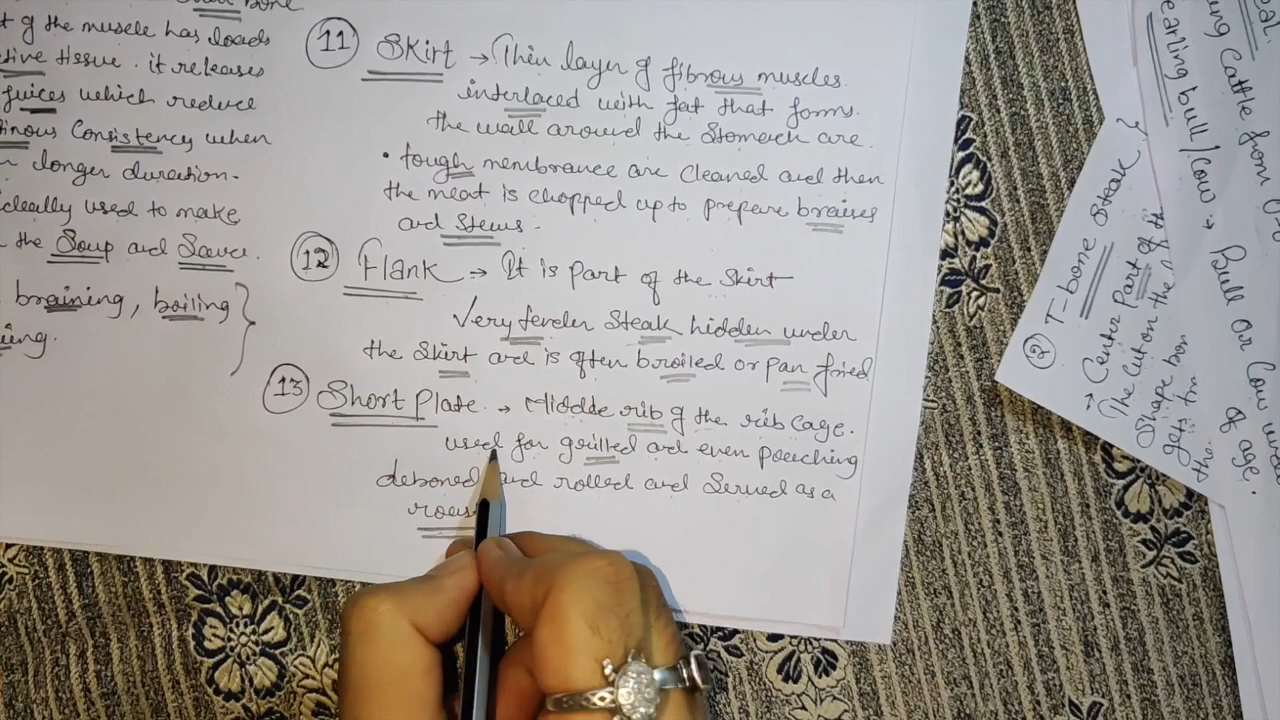 t of the muscle has loads
tive tissue. it releases
juices which reduce
tinous Consistency when
longer duration.
ideally used to make
the Soup and Sauce.
braining, boiling
11 Skirt → Thin layer of fibrous muscles.
interlaced with fat that forms.
the wall around the Stomach are.
• tough membrance are cleaned and then
the meat is chopped up to prepare braises
and Stews.
12 Flank → It is part of the Skirt
Very tender Steak hidden under
the Skirt and is often broiled or pan fried
13 Short Plate. → Middle rib of the rib cage.
used for grilled and even poaching
deboned and rolled and Served as a
roas
2 T-bone Steak
→ Center Part of th
The cut on the
Shape bon
gets
the
eal.
ing Cattle from
earling bull/cow → Bull or Cow unde
of age.